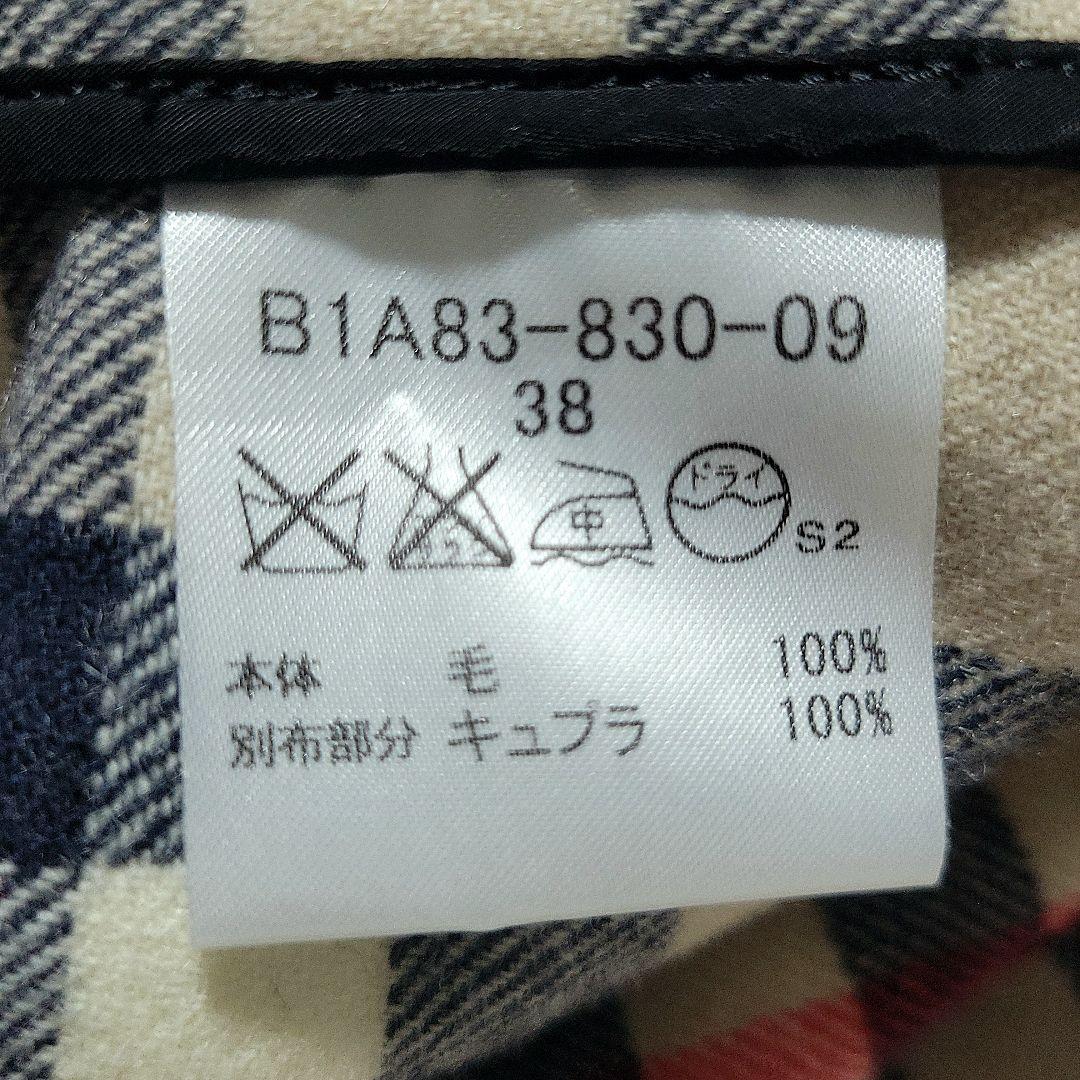 B1A83-830-09
38
中 ドライ S2
本体 毛 100%
別布部分 キュプラ 100%